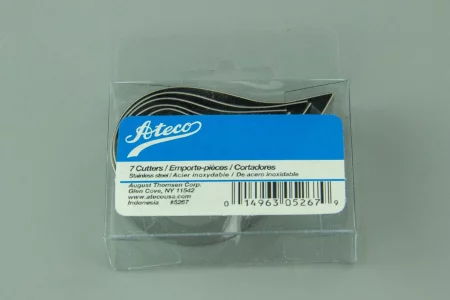 Ateco
7 Cutters / Emporte-pièces / Cortadores
Stainless steel / Acier inoxydable / De acero inoxidable
August Thomsen Corp.
Glen Cove, NY 11542
www.atecousa.com
Indonesia #5267
0 14963 05267 9